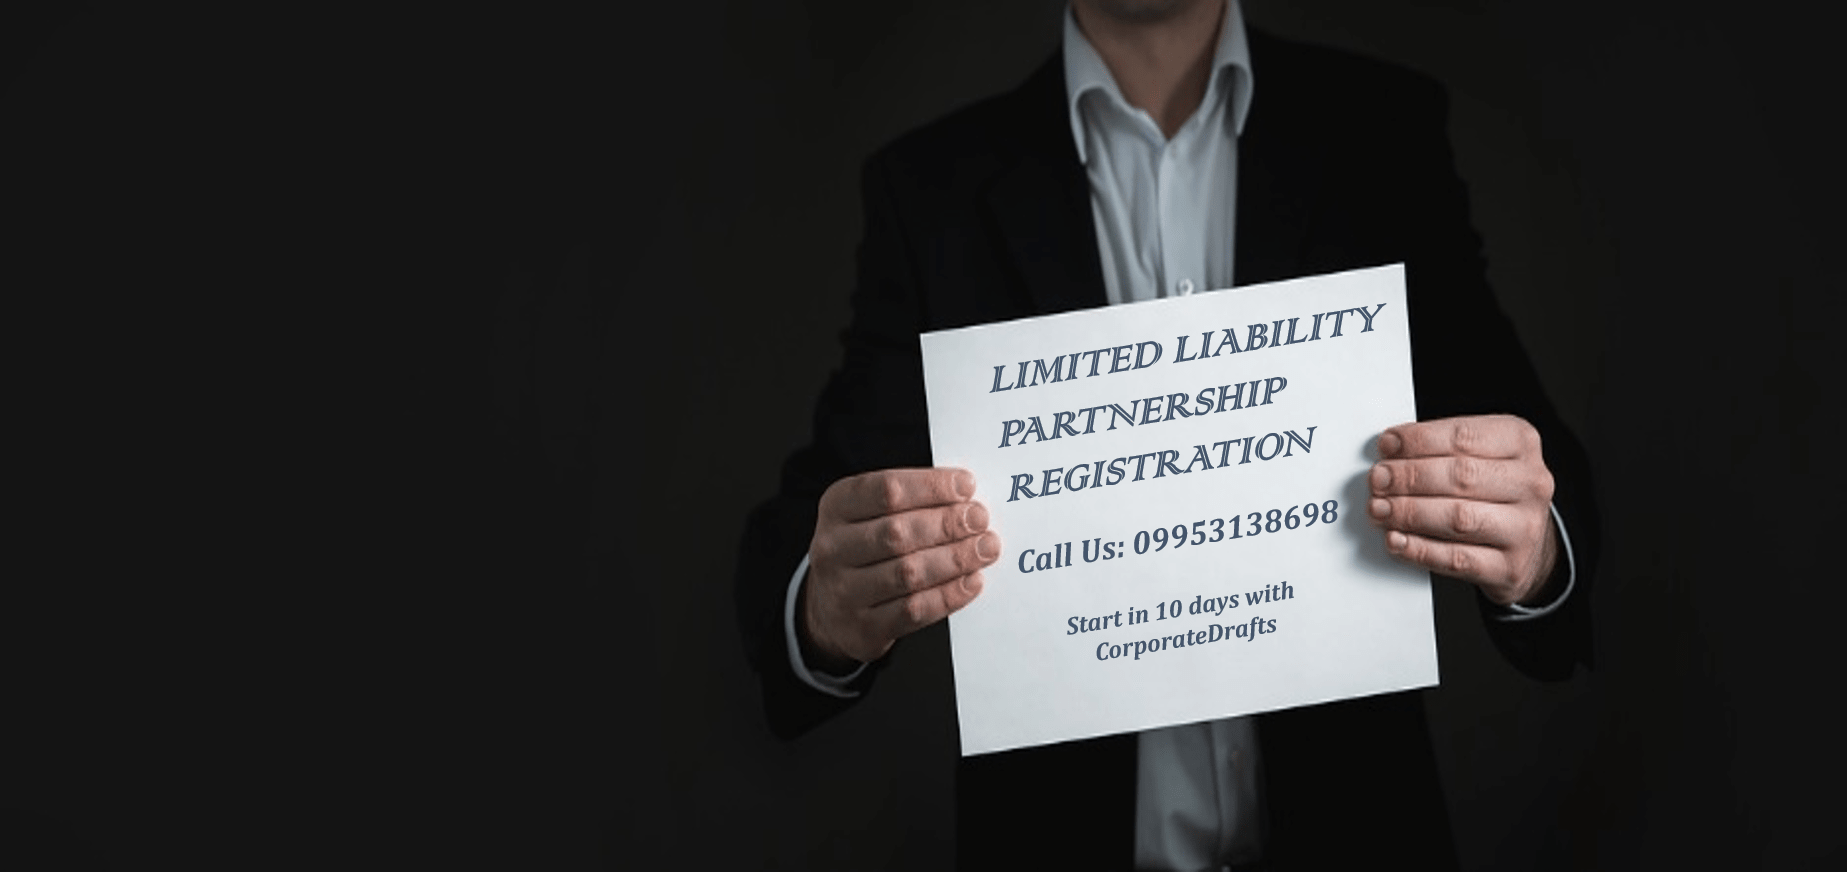 LIMITED LIABILITY
PARTNERSHIP
REGISTRATION
Call Us: 09953138698
Start in 10 days with
CorporateDrafts